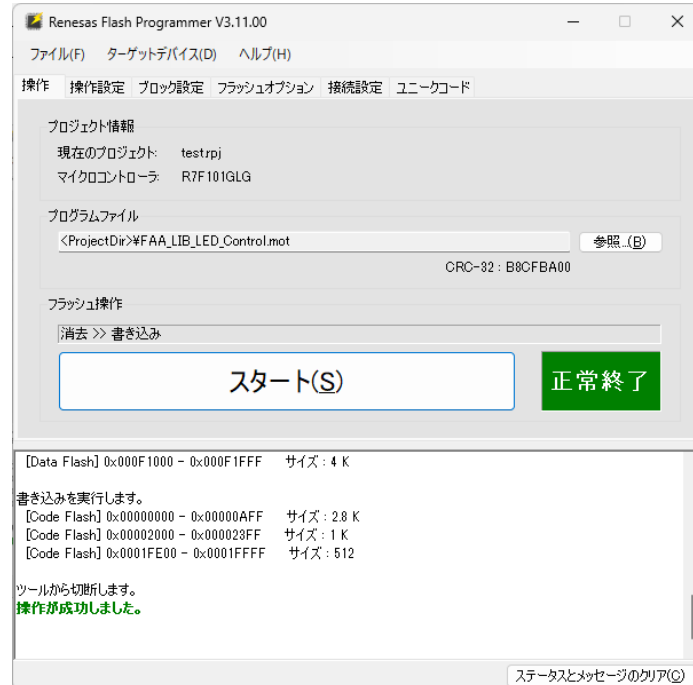 Renesas Flash Programmer V3.11.00
ファイル(F) ターゲットデバイス(D) ヘルプ(H)
操作 操作設定 ブロック設定 フラッシュオプション 接続設定 ユニークコード
プロジェクト情報
現在のプロジェクト: test.rpj
マイクロコントローラ: R7F101GLG
プログラムファイル
<ProjectDir>¥FAA_LIB_LED_Control.mot 参照...(B)
CRC-32 : B8CFBA00
フラッシュ操作
消去 >> 書き込み
スタート(S) 正常終了
[Data Flash] 0x000F1000 - 0x000F1FFF サイズ : 4 K
書き込みを実行します。
[Code Flash] 0x00000000 - 0x00000AFF サイズ : 2.8 K
[Code Flash] 0x00002000 - 0x000023FF サイズ : 1 K
[Code Flash] 0x0001FE00 - 0x0001FFFF サイズ : 512
ツールから切断します。
操作が成功しました。
ステータスとメッセージのクリア(C)